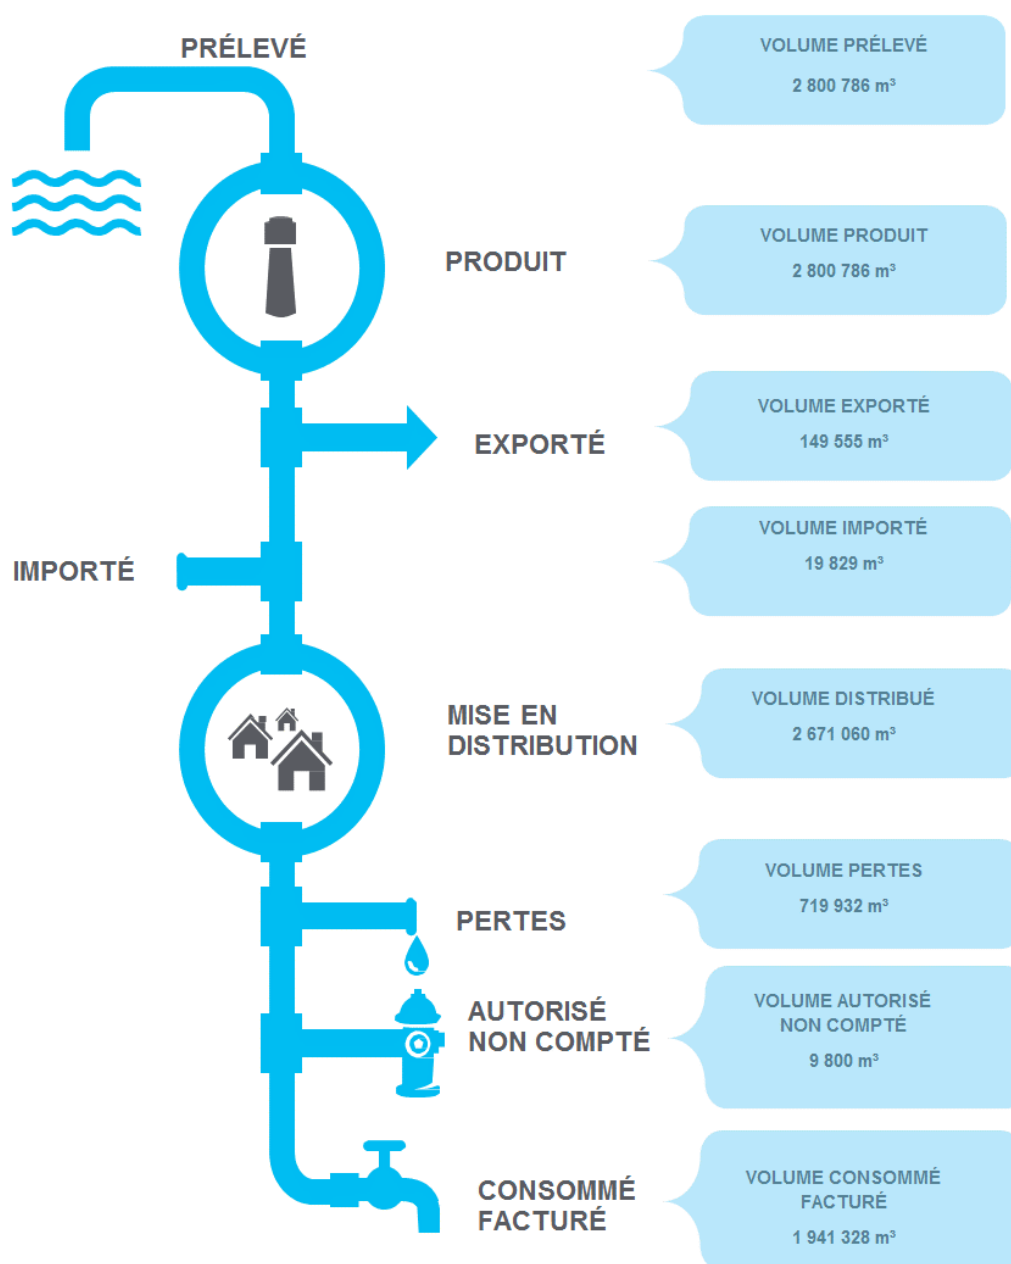 PRÉLEVÉ
VOLUME PRÉLEVÉ
2 800 786 m³
PRODUIT
VOLUME PRODUIT
2 800 786 m³
EXPORTÉ
VOLUME EXPORTÉ
149 555 m³
IMPORTÉ
VOLUME IMPORTÉ
19 829 m³
MISE EN
DISTRIBUTION
VOLUME DISTRIBUÉ
2 671 060 m³
PERTES
VOLUME PERTES
719 932 m³
AUTORISÉ
NON COMPTÉ
VOLUME AUTORISÉ
NON COMPTÉ
9 800 m³
CONSOMMÉ
FACTURÉ
VOLUME CONSOMMÉ
FACTURÉ
1 941 328 m³